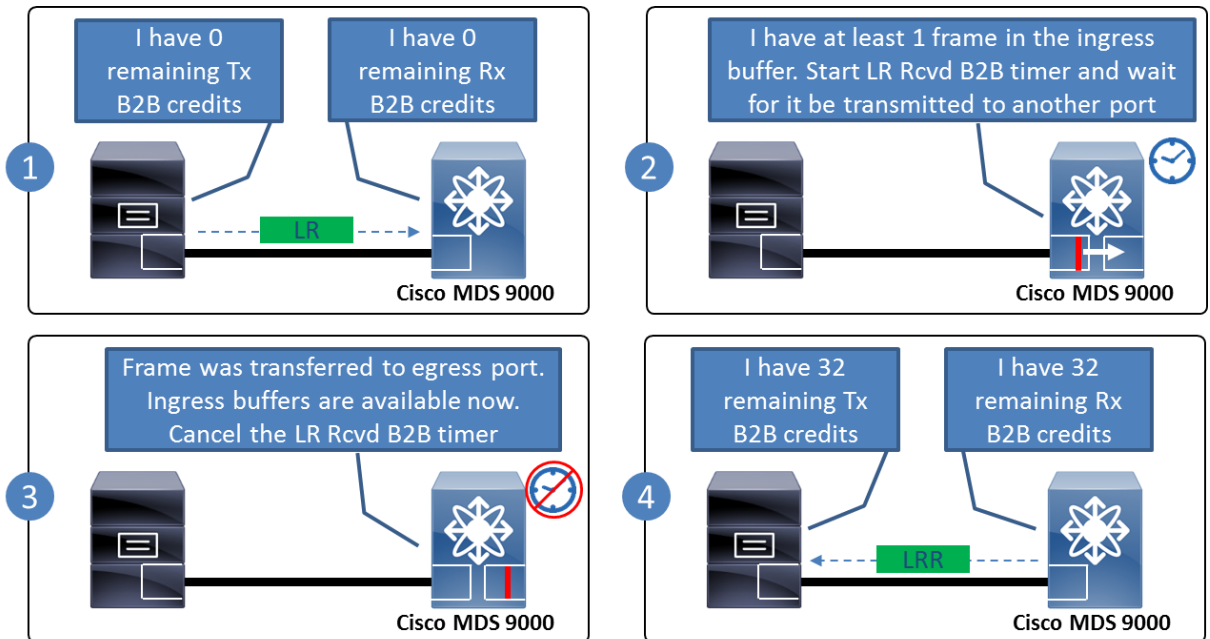 1
I have 0
remaining Tx
B2B credits
I have 0
remaining Rx
B2B credits
LR
Cisco MDS 9000
2
I have at least 1 frame in the ingress
buffer. Start LR Rcvd B2B timer and wait
for it be transmitted to another port
Cisco MDS 9000
3
Frame was transferred to egress port.
Ingress buffers are available now.
Cancel the LR Rcvd B2B timer
Cisco MDS 9000
4
I have 32
remaining Tx
B2B credits
I have 32
remaining Rx
B2B credits
LRR
Cisco MDS 9000